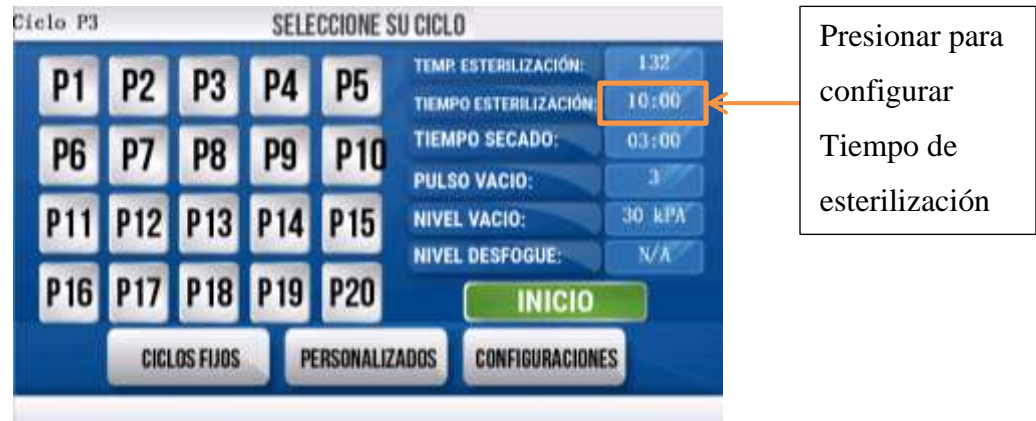 Ciclo P3
SELECCIONE SU CICLO
P1 P2 P3 P4 P5
P6 P7 P8 P9 P10
P11 P12 P13 P14 P15
P16 P17 P18 P19 P20
TEMP. ESTERILIZACIÓN: 132
TIEMPO ESTERILIZACIÓN: 10:00
TIEMPO SECADO: 03:00
PULSO VACIO: 3
NIVEL VACIO: 30 kPA
NIVEL DESFOGUE: N/A
INICIO
CICLOS FIJOS PERSONALIZADOS CONFIGURACIONES
Presionar para
configurar
Tiempo de
esterilización